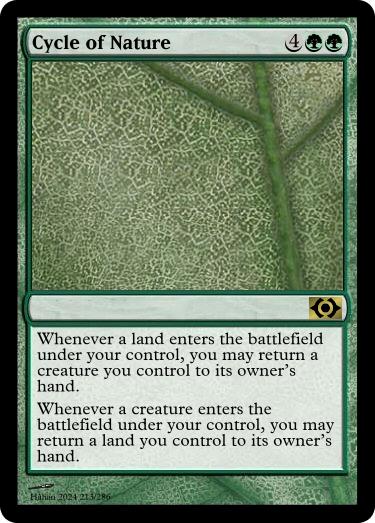 Cycle of Nature 4
Whenever a land enters the battlefield
under your control, you may return a
creature you control to its owner's
hand.
Whenever a creature enters the
battlefield under your control, you may
return a land you control to its owner's
hand.
Hahan 2024 213/286